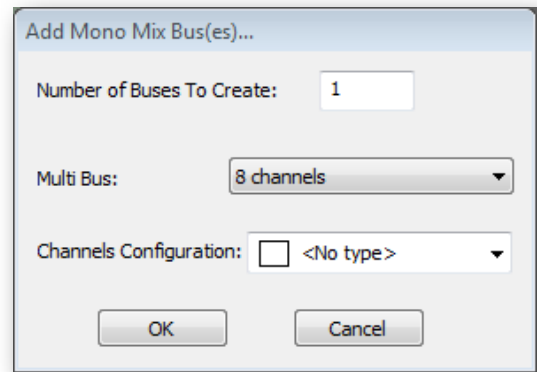 Add Mono Mix Bus(es)...
Number of Buses To Create: 1
Multi Bus: 8 channels
Channels Configuration: <No type>
OK Cancel